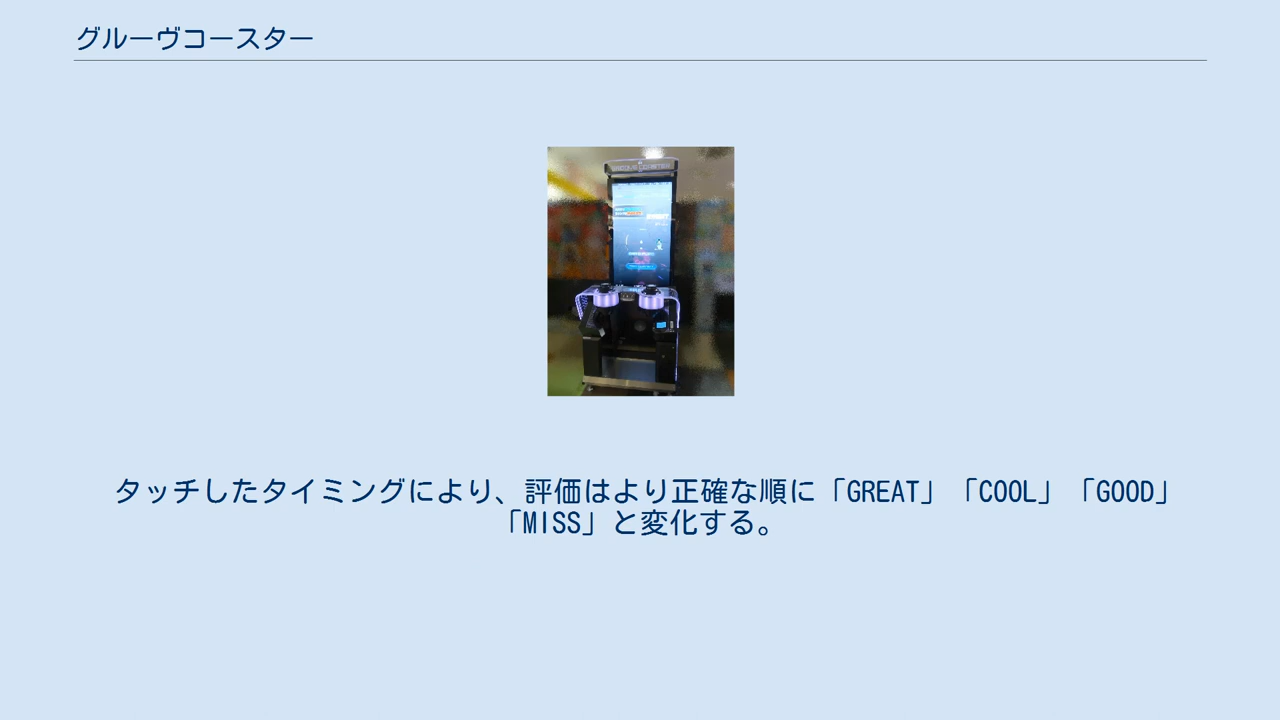 グルーヴコースター
タッチしたタイミングにより、評価はより正確な順に「GREAT」「COOL」「GOOD」
「MISS」と変化する。